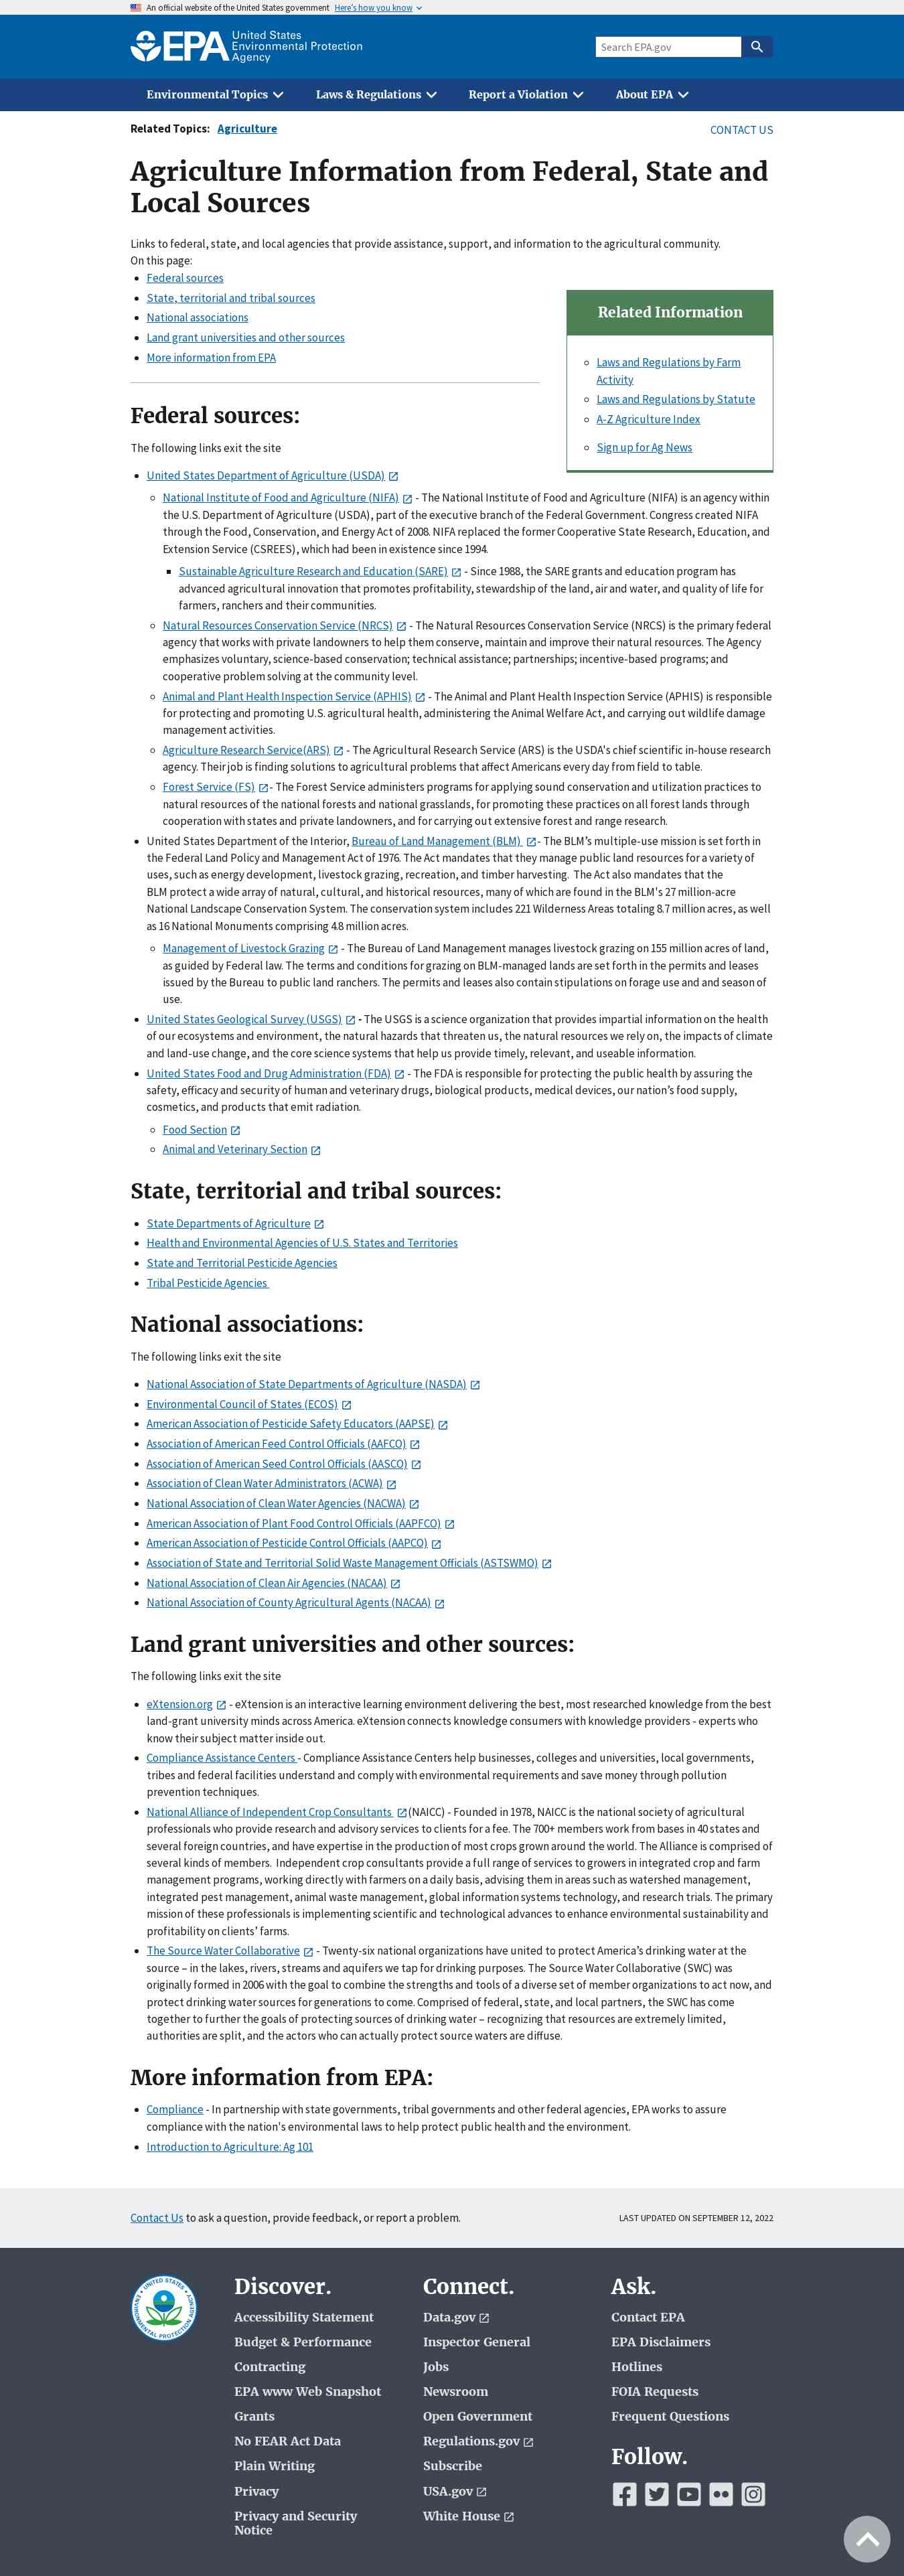 An official website of the United States government Here's how you know
EPA United States
Environmental Protection
Agency
Search EPA.gov
Environmental Topics Laws & Regulations Report a Violation About EPA
Related Topics: Agriculture CONTACT US
Agriculture Information from Federal, State and
Local Sources
Links to federal, state, and local agencies that provide assistance, support, and information to the agricultural community.
On this page:
• Federal sources
• State, territorial and tribal sources
• National associations
• Land grant universities and other sources
• More information from EPA
Related Information
Laws and Regulations by Farm
Activity
Laws and Regulations by Statute
A-Z Agriculture Index
Sign up for Ag News
Federal sources:
The following links exit the site
• United States Department of Agriculture (USDA)
National Institute of Food and Agriculture (NIFA) - The National Institute of Food and Agriculture (NIFA) is an agency within
the U.S. Department of Agriculture (USDA), part of the executive branch of the Federal Government. Congress created NIFA
through the Food, Conservation, and Energy Act of 2008. NIFA replaced the former Cooperative State Research, Education, and
Extension Service (CSREES), which had been in existence since 1994.
Sustainable Agriculture Research and Education (SARE) - Since 1988, the SARE grants and education program has
advanced agricultural innovation that promotes profitability, stewardship of the land, air and water, and quality of life for
farmers, ranchers and their communities.
Natural Resources Conservation Service (NRCS) - The Natural Resources Conservation Service (NRCS) is the primary federal
agency that works with private landowners to help them conserve, maintain and improve their natural resources. The Agency
emphasizes voluntary, science-based conservation; technical assistance; partnerships; incentive-based programs; and
cooperative problem solving at the community level.
Animal and Plant Health Inspection Service (APHIS) - The Animal and Plant Health Inspection Service (APHIS) is responsible
for protecting and promoting U.S. agricultural health, administering the Animal Welfare Act, and carrying out wildlife damage
management activities.
Agriculture Research Service(ARS) - The Agricultural Research Service (ARS) is the USDA's chief scientific in-house research
agency. Their job is finding solutions to agricultural problems that affect Americans every day from field to table.
Forest Service (FS) - The Forest Service administers programs for applying sound conservation and utilization practices to
natural resources of the national forests and national grasslands, for promoting these practices on all forest lands through
cooperation with states and private landowners, and for carrying out extensive forest and range research.
• United States Department of the Interior, Bureau of Land Management (BLM) - The BLM's multiple-use mission is set forth in
the Federal Land Policy and Management Act of 1976. The Act mandates that they manage public land resources for a variety of
uses, such as energy development, livestock grazing, recreation, and timber harvesting. The Act also mandates that the
BLM protect a wide array of natural, cultural, and historical resources, many of which are found in the BLM's 27 million-acre
National Landscape Conservation System. The conservation system includes 221 Wilderness Areas totaling 8.7 million acres, as well
as 16 National Monuments comprising 4.8 million acres.
Management of Livestock Grazing - The Bureau of Land Management manages livestock grazing on 155 million acres of land,
as guided by Federal law. The terms and conditions for grazing on BLM-managed lands are set forth in the permits and leases
issued by the Bureau to public land ranchers. The permits and leases also contain stipulations on forage use and and season of
use.
• United States Geological Survey (USGS) - The USGS is a science organization that provides impartial information on the health
of our ecosystems and environment, the natural hazards that threaten us, the natural resources we rely on, the impacts of climate
and land-use change, and the core science systems that help us provide timely, relevant, and useable information.
• United States Food and Drug Administration (FDA) - The FDA is responsible for protecting the public health by assuring the
safety, efficacy and security of human and veterinary drugs, biological products, medical devices, our nation's food supply,
cosmetics, and products that emit radiation.
Food Section
Animal and Veterinary Section
State, territorial and tribal sources:
• State Departments of Agriculture
• Health and Environmental Agencies of U.S. States and Territories
• State and Territorial Pesticide Agencies
• Tribal Pesticide Agencies
National associations:
The following links exit the site
• National Association of State Departments of Agriculture (NASDA)
• Environmental Council of States (ECOS)
• American Association of Pesticide Safety Educators (AAPSE)
• Association of American Feed Control Officials (AAFCO)
• Association of American Seed Control Officials (AASCO)
• Association of Clean Water Administrators (ACWA)
• National Association of Clean Water Agencies (NACWA)
• American Association of Plant Food Control Officials (AAPFCO)
• American Association of Pesticide Control Officials (AAPCO)
• Association of State and Territorial Solid Waste Management Officials (ASTSWMO)
• National Association of Clean Air Agencies (NACAA)
• National Association of County Agricultural Agents (NACAA)
Land grant universities and other sources:
The following links exit the site
• eXtension.org - eXtension is an interactive learning environment delivering the best, most researched knowledge from the best
land-grant university minds across America. eXtension connects knowledge consumers with knowledge providers - experts who
know their subject matter inside out.
• Compliance Assistance Centers - Compliance Assistance Centers help businesses, colleges and universities, local governments,
tribes and federal facilities understand and comply with environmental requirements and save money through pollution
prevention techniques.
• National Alliance of Independent Crop Consultants (NAICC) - Founded in 1978, NAICC is the national society of agricultural
professionals who provide research and advisory services to clients for a fee. The 700+ members work from bases in 40 states and
several foreign countries, and have expertise in the production of most crops grown around the world. The Alliance is comprised of
several kinds of members. Independent crop consultants provide a full range of services to growers in integrated crop and farm
management programs, working directly with farmers on a daily basis, advising them in areas such as watershed management,
integrated pest management, animal waste management, global information systems technology, and research trials. The primary
mission of these professionals is implementing scientific and technological advances to enhance environmental sustainability and
profitability on clients' farms.
• The Source Water Collaborative - Twenty-six national organizations have united to protect America's drinking water at the
source – in the lakes, rivers, streams and aquifers we tap for drinking purposes. The Source Water Collaborative (SWC) was
originally formed in 2006 with the goal to combine the strengths and tools of a diverse set of member organizations to act now, and
protect drinking water sources for generations to come. Comprised of federal, state, and local partners, the SWC has come
together to further the goals of protecting sources of drinking water – recognizing that resources are extremely limited,
authorities are split, and the actors who can actually protect source waters are diffuse.
More information from EPA:
• Compliance - In partnership with state governments, tribal governments and other federal agencies, EPA works to assure
compliance with the nation's environmental laws to help protect public health and the environment.
• Introduction to Agriculture: Ag 101
Contact Us to ask a question, provide feedback, or report a problem. LAST UPDATED ON SEPTEMBER 12, 2022
UNITED STATES ENVIRONMENTAL PROTECTION AGENCY
Discover.
Accessibility Statement
Budget & Performance
Contracting
EPA www Web Snapshot
Grants
No FEAR Act Data
Plain Writing
Privacy
Privacy and Security
Notice
Connect.
Data.gov
Inspector General
Jobs
Newsroom
Open Government
Regulations.gov
Subscribe
USA.gov
White House
Ask.
Contact EPA
EPA Disclaimers
Hotlines
FOIA Requests
Frequent Questions
Follow.